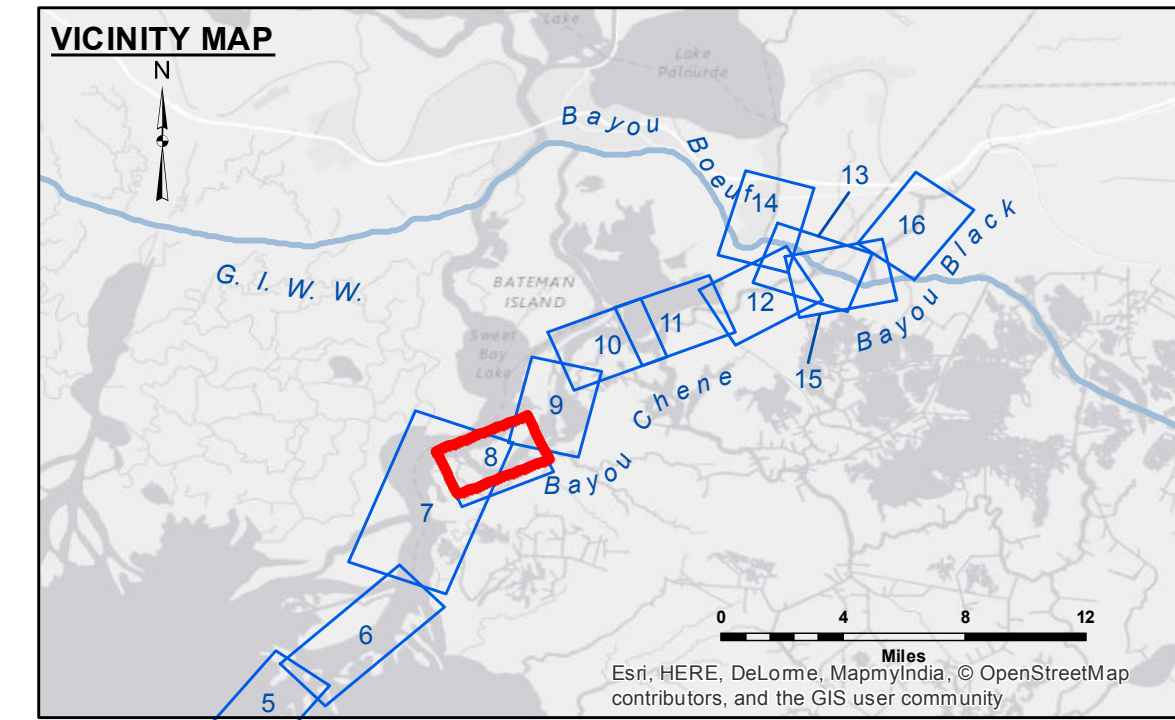 VICINITY MAP
N
Lake
Lake
Palourde
Bayou
Boeuf
13
14
16
Bayou Black
G. I. W. W.
BATEMAN
ISLAND
12
11
10
15
Sweet
Bay
Lake
Bayou Chene
9
8
7
6
5
0 4 8 12
Miles
Esri, HERE, DeLorme, MapmyIndia, © OpenStreetMap
contributors, and the GIS user community